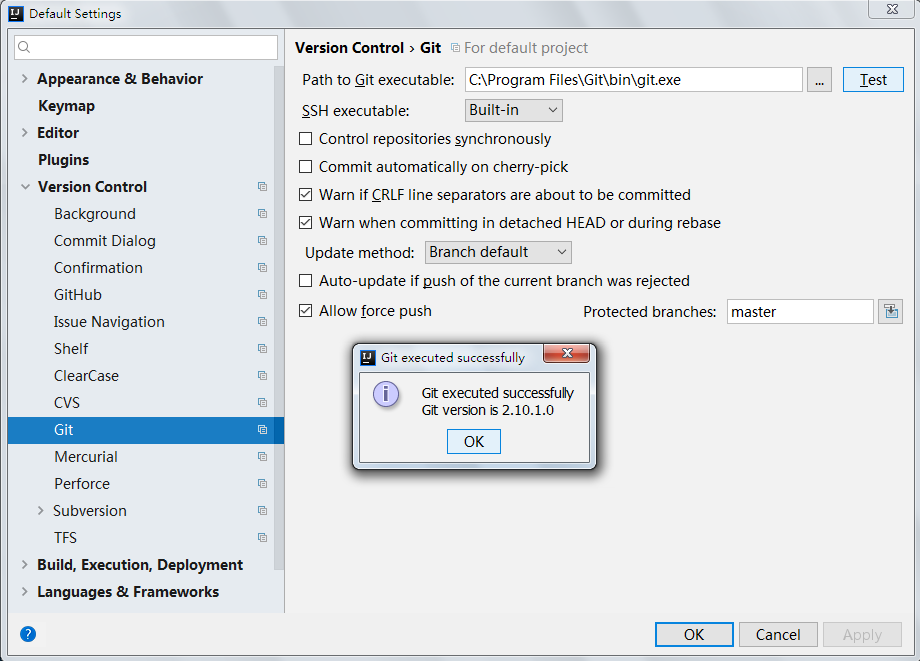 Default Settings
Version Control › Git For default project
Appearance & Behavior
Keymap
Editor
Plugins
Version Control
Background
Commit Dialog
Confirmation
GitHub
Issue Navigation
Shelf
ClearCase
CVS
Git
Mercurial
Perforce
Subversion
TFS
Build, Execution, Deployment
Languages & Frameworks
Path to Git executable: C:\Program Files\Git\bin\git.exe ... Test
SSH executable: Built-in
Control repositories synchronously
Commit automatically on cherry-pick
Warn if CRLF line separators are about to be committed
Warn when committing in detached HEAD or during rebase
Update method: Branch default
Auto-update if push of the current branch was rejected
Allow force push Protected branches: master
Git executed successfully
Git executed successfully
Git version is 2.10.1.0
OK
? OK Cancel Apply